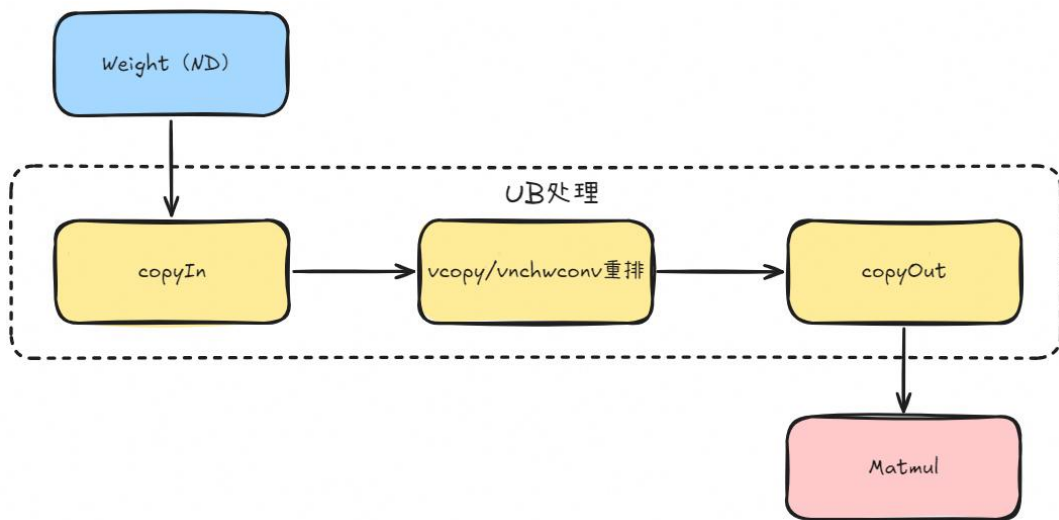 Weight（ND）
UB处理
copyIn
vcopy/vnchwconv重排
copyOut
Matmul